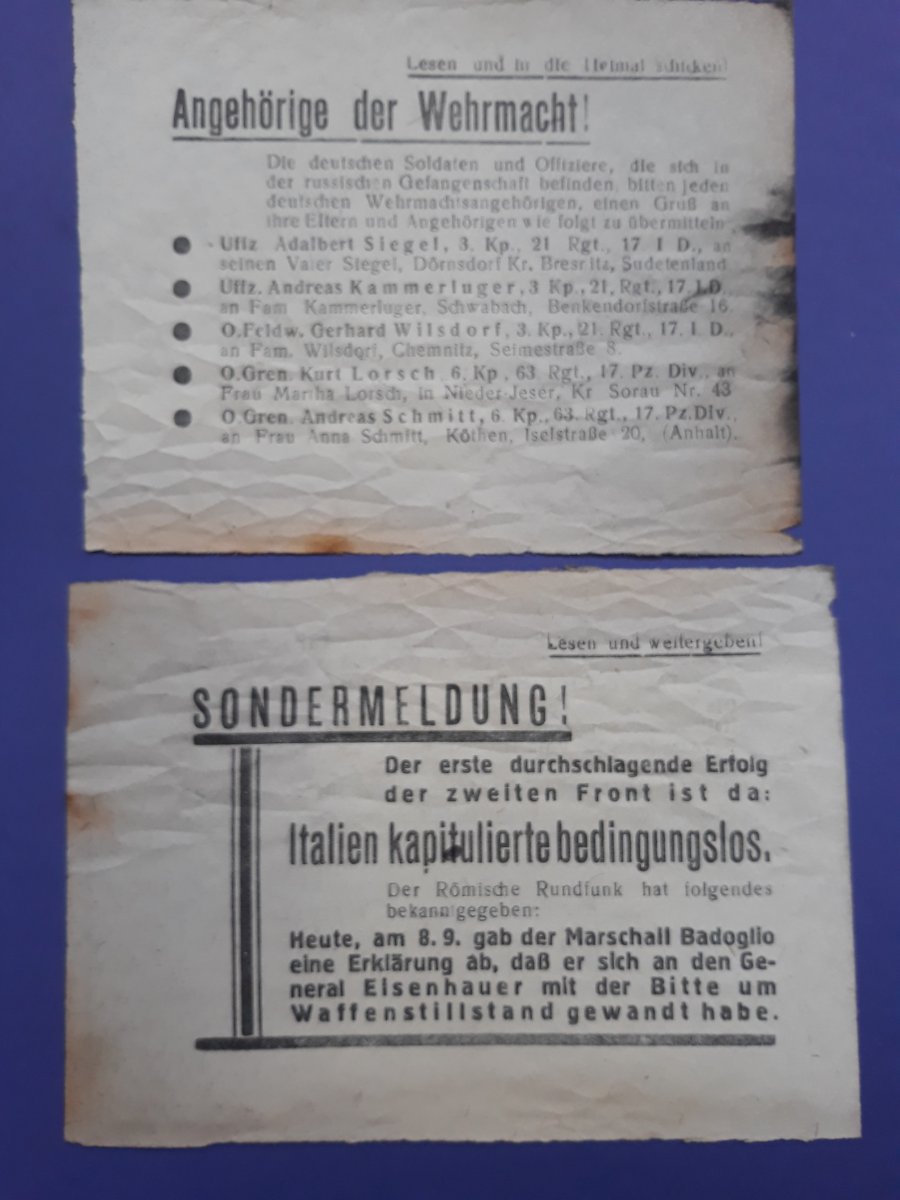 Lesen und in die Heimat schicken!
Angehörige der Wehrmacht!
Die deutschen Soldaten und Offiziere, die sich in
der russischen Gefangenschaft befinden, bitten jeden
deutschen Wehrmachtsangehörigen, einen Gruß an
ihre Eltern und Angehörigen wie folgt zu übermitteln
● Uffz Adalbert Siegel, 3. Kp., 21 Rgt., 17 I D., an
seinen Vater Siegel, Dörnsdorf Kr. Bresritz, Sudetenland
● Uffz. Andreas Kammerluger, 3 Kp., 21. Rgt., 17. I.D.
an Fam Kammerluger, Schwabach, Benkendorfstraße 16.
● O.Feldw. Gerhard Wilsdorf, 3. Kp., 21. Rgt., 17. I. D.,
an Fam. Wilsdorf, Chemnitz, Seimestraße 8.
● O.Gren. Kurt Lorsch, 6. Kp., 63 Rgt., 17. Pz. Div., an
Frau Martha Lorsch, in Nieder-Jeser, Kr Sorau Nr. 43
● O.Gren. Andreas Schmitt, 6. Kp., 63. Rgt., 17. Pz.Div.,
an Frau Anna Schmitt, Köthen, Iselstraße 20, (Anhalt).
Lesen und weitergeben!
SONDERMELDUNG!
Der erste durchschlagende Erfolg
der zweiten Front ist da:
Italien kapitulierte bedingungslos.
Der Römische Rundfunk hat folgendes
bekanntgegeben:
Heute, am 8. 9. gab der Marschall Badoglio
eine Erklärung ab, daß er sich an den Ge-
neral Eisenhauer mit der Bitte um
Waffenstillstand gewandt habe.